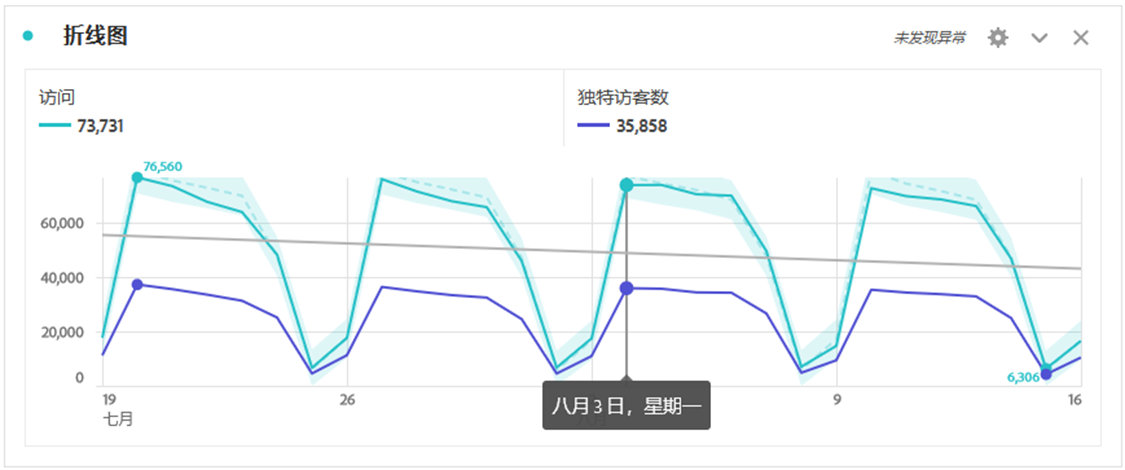 折线图
未发现异常
访问
73,731
独特访客数
35,858
76,560
60,000
40,000
20,000
0
6,306
19
26
9
16
七月
八月 3 日，星期一